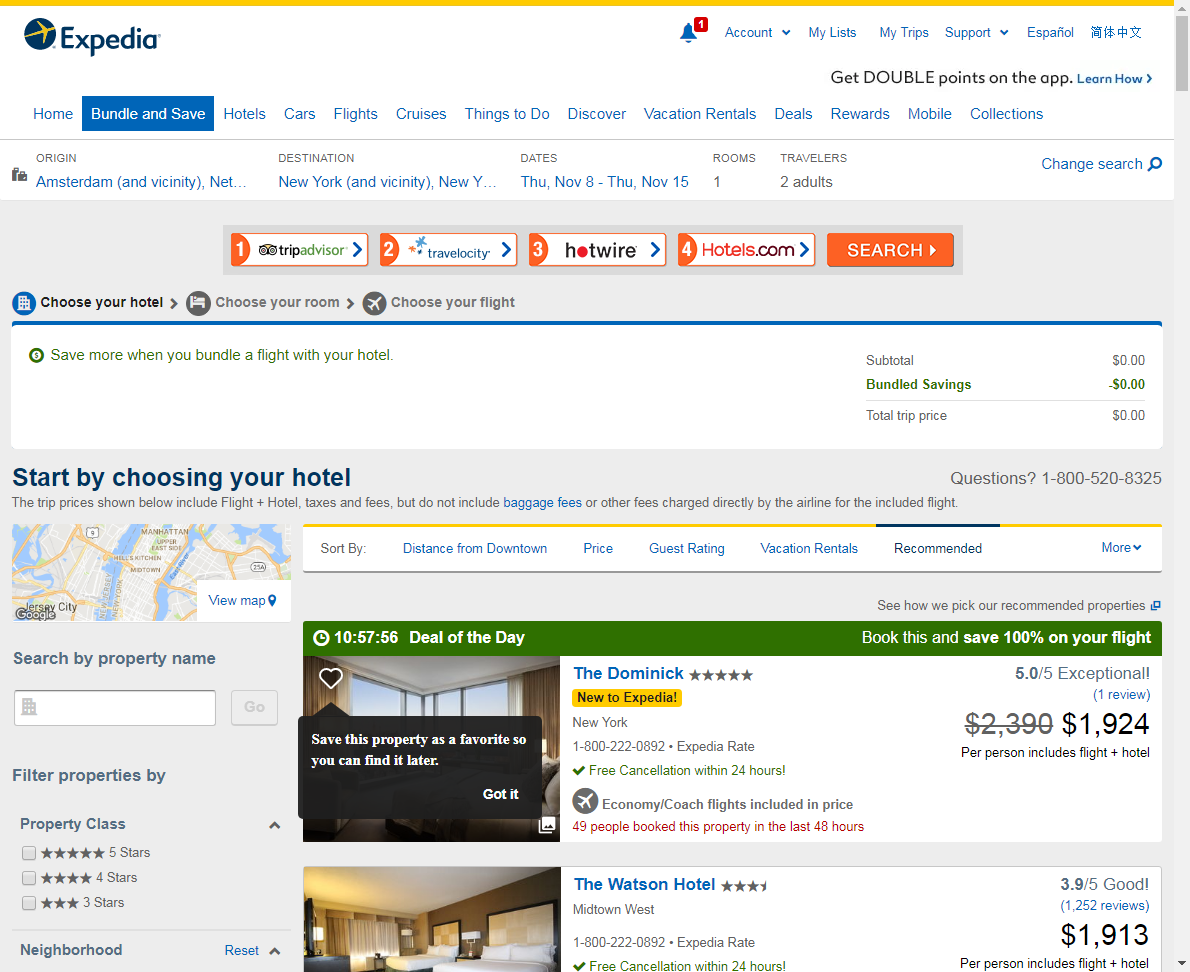 Expedia
1
Account
My Lists
My Trips
Support
Español
简体中文
Get DOUBLE points on the app. Learn How
Home
Bundle and Save
Hotels
Cars
Flights
Cruises
Things to Do
Discover
Vacation Rentals
Deals
Rewards
Mobile
Collections
ORIGIN
DESTINATION
DATES
ROOMS
TRAVELERS
Amsterdam (and vicinity), Net...
New York (and vicinity), New Y...
Thu, Nov 8 - Thu, Nov 15
1
2 adults
Change search
1 tripadvisor
2 travelocity
3 hotwire
4 Hotels.com
SEARCH
Choose your hotel
Choose your room
Choose your flight
Save more when you bundle a flight with your hotel.
Subtotal $0.00
Bundled Savings -$0.00
Total trip price $0.00
Start by choosing your hotel
Questions? 1-800-520-8325
The trip prices shown below include Flight + Hotel, taxes and fees, but do not include baggage fees or other fees charged directly by the airline for the included flight.
9
MANHATTAN
UPPER
EAST SIDE
HELL'S KITCHEN
MIDTOWN
East River
25A
NEW JERSEY
NEW YORK
Jersey City
Google
View map
Sort By:
Distance from Downtown
Price
Guest Rating
Vacation Rentals
Recommended
More
See how we pick our recommended properties
Search by property name
Go
Filter properties by
Property Class
5 Stars
4 Stars
3 Stars
Neighborhood
Reset
10:57:56 Deal of the Day
Book this and save 100% on your flight
Save this property as a favorite so
you can find it later.
Got it
The Dominick
New to Expedia!
New York
1-800-222-0892 • Expedia Rate
Free Cancellation within 24 hours!
Economy/Coach flights included in price
49 people booked this property in the last 48 hours
5.0/5 Exceptional!
(1 review)
$2,390 $1,924
Per person includes flight + hotel
The Watson Hotel
Midtown West
1-800-222-0892 • Expedia Rate
Free Cancellation within 24 hours!
3.9/5 Good!
(1,252 reviews)
$1,913
Per person includes flight + hotel